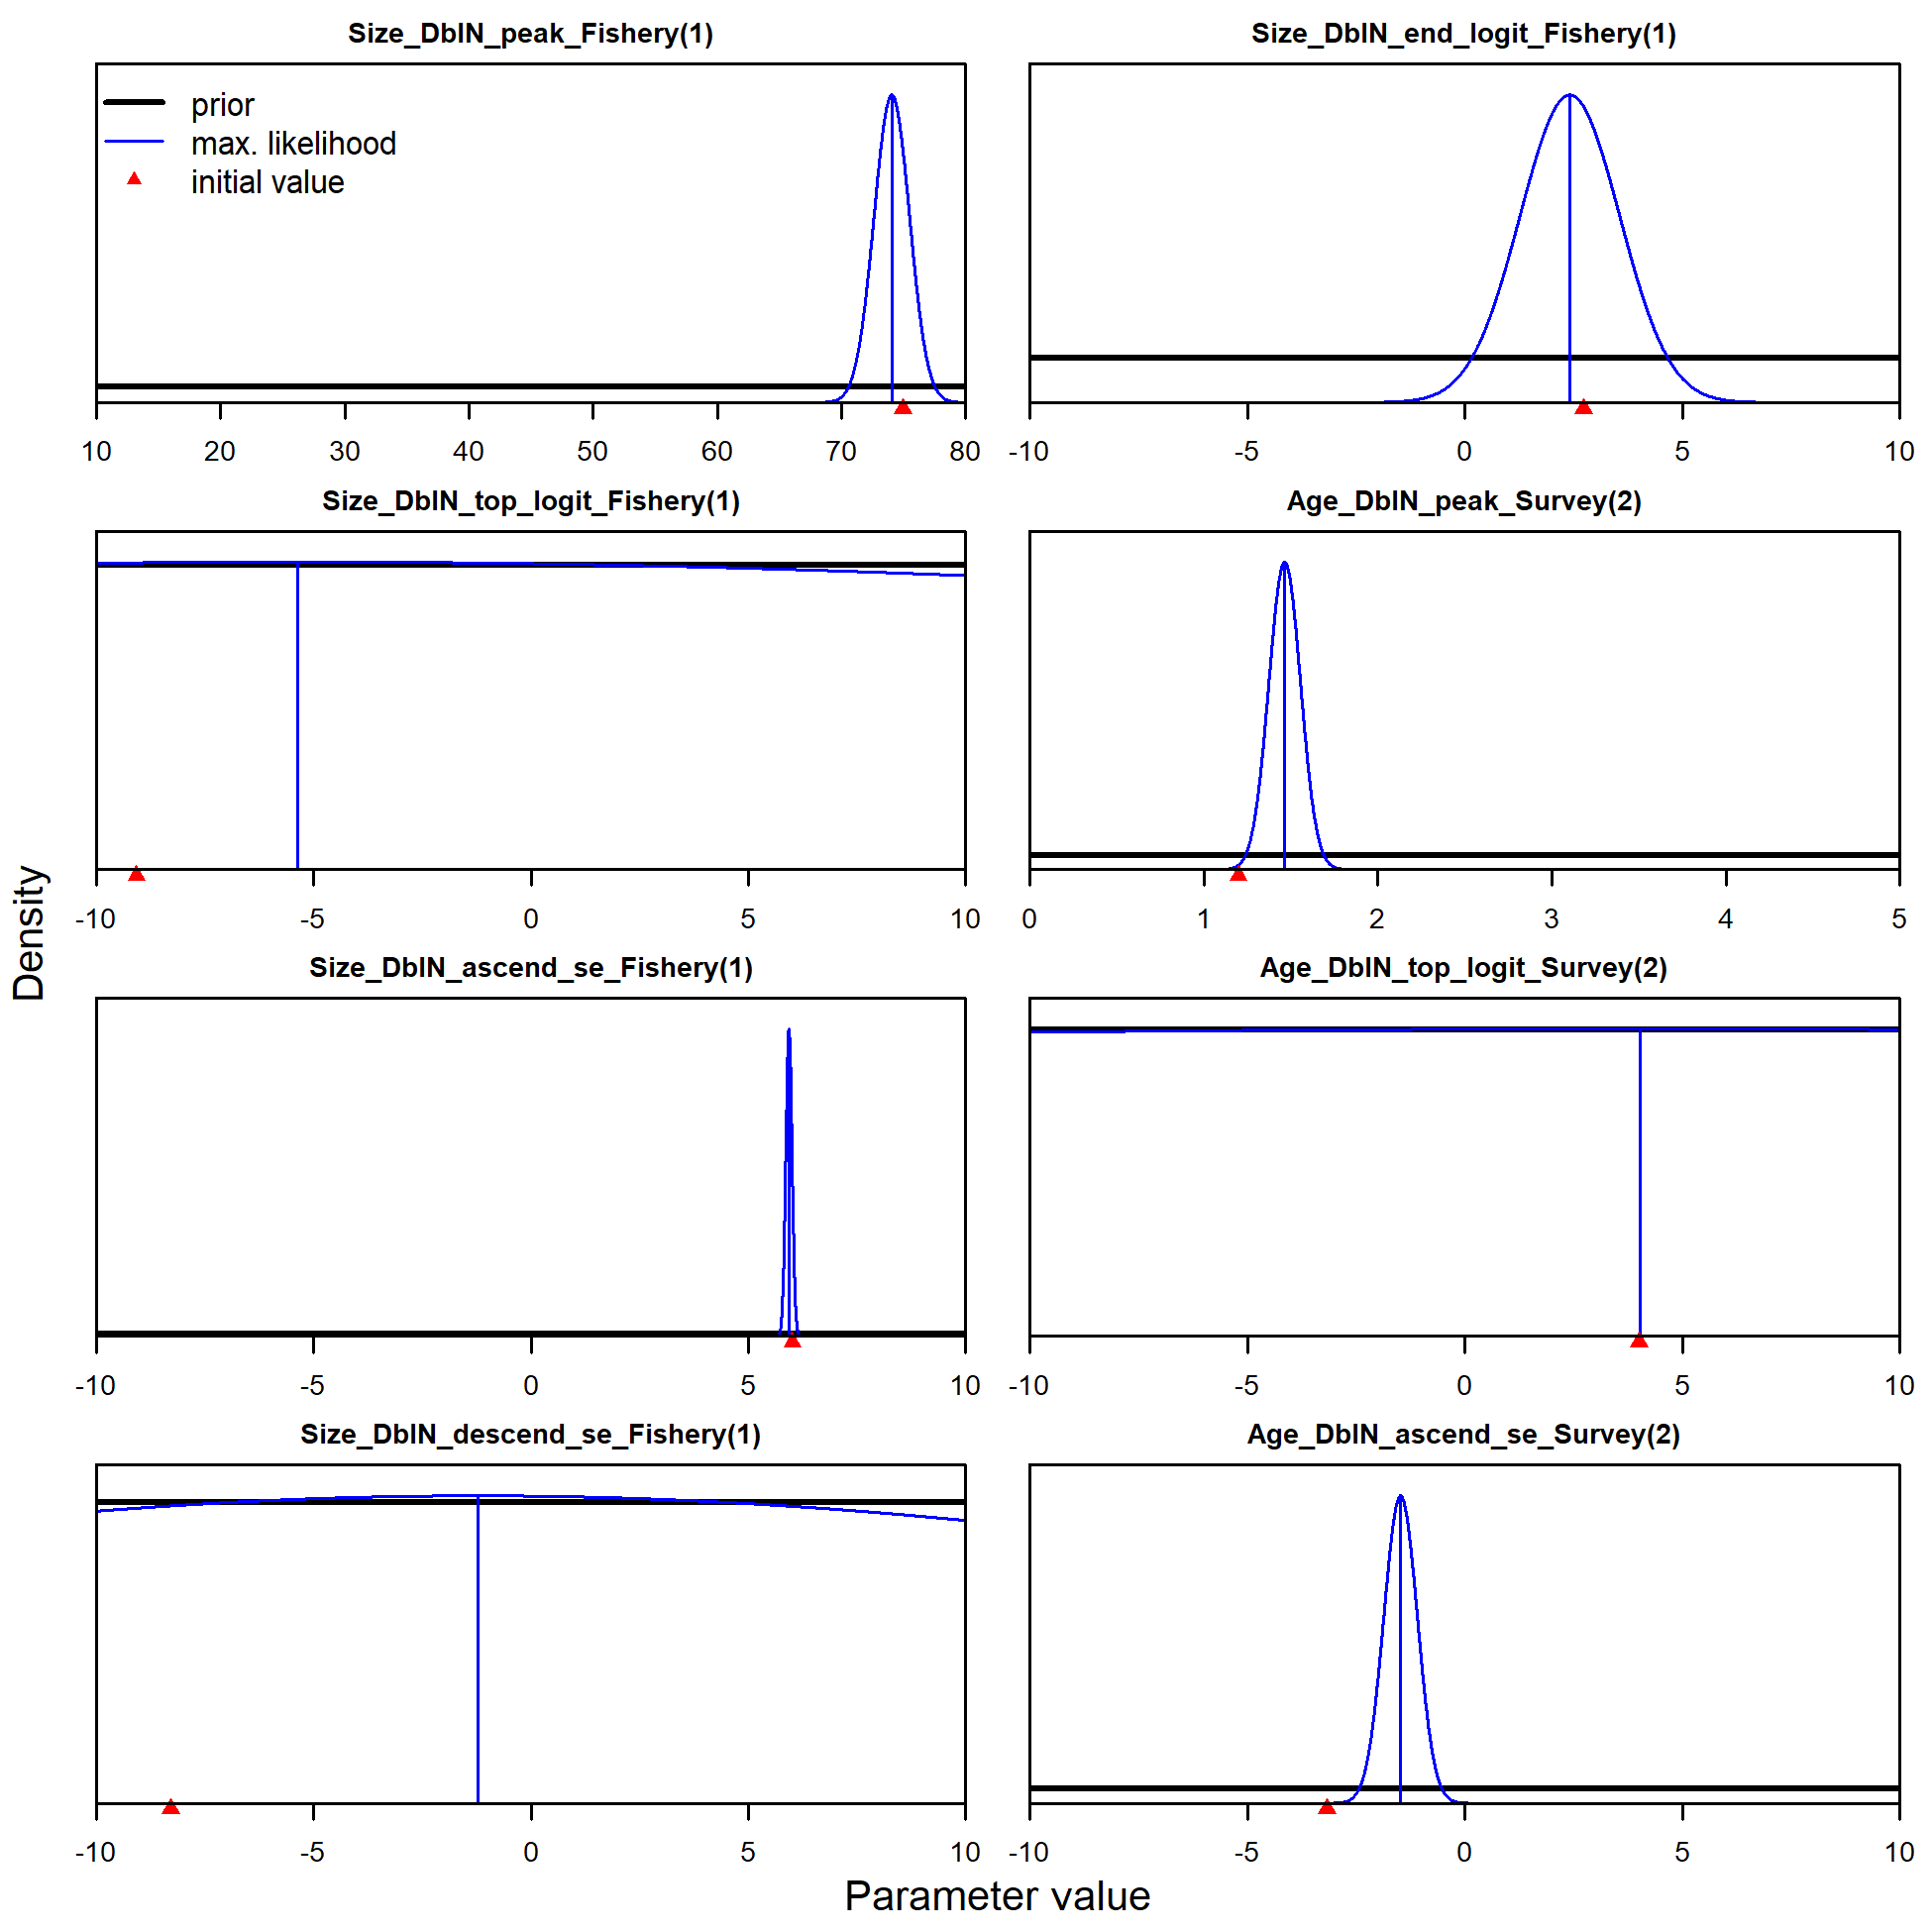 Size_DblN_peak_Fishery(1)
prior
max. likelihood
initial value
10 20 30 40 50 60 70 80
Size_DblN_end_logit_Fishery(1)
-10 -5 0 5 10
Size_DblN_top_logit_Fishery(1)
-10 -5 0 5 10
Age_DblN_peak_Survey(2)
0 1 2 3 4 5
Size_DblN_ascend_se_Fishery(1)
-10 -5 0 5 10
Age_DblN_top_logit_Survey(2)
-10 -5 0 5 10
Size_DblN_descend_se_Fishery(1)
-10 -5 0 5 10
Age_DblN_ascend_se_Survey(2)
-10 -5 0 5 10
Density
Parameter value